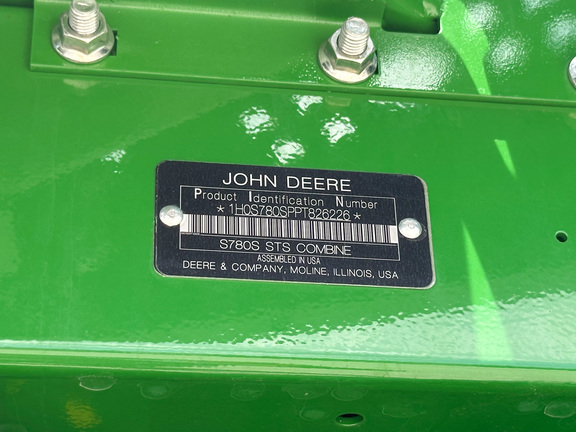 JOHN DEERE
Product Identification Number
*1H0S780SPPT826226*
S780S STS COMBINE
ASSEMBLED IN USA
DEERE & COMPANY, MOLINE, ILLINOIS, USA